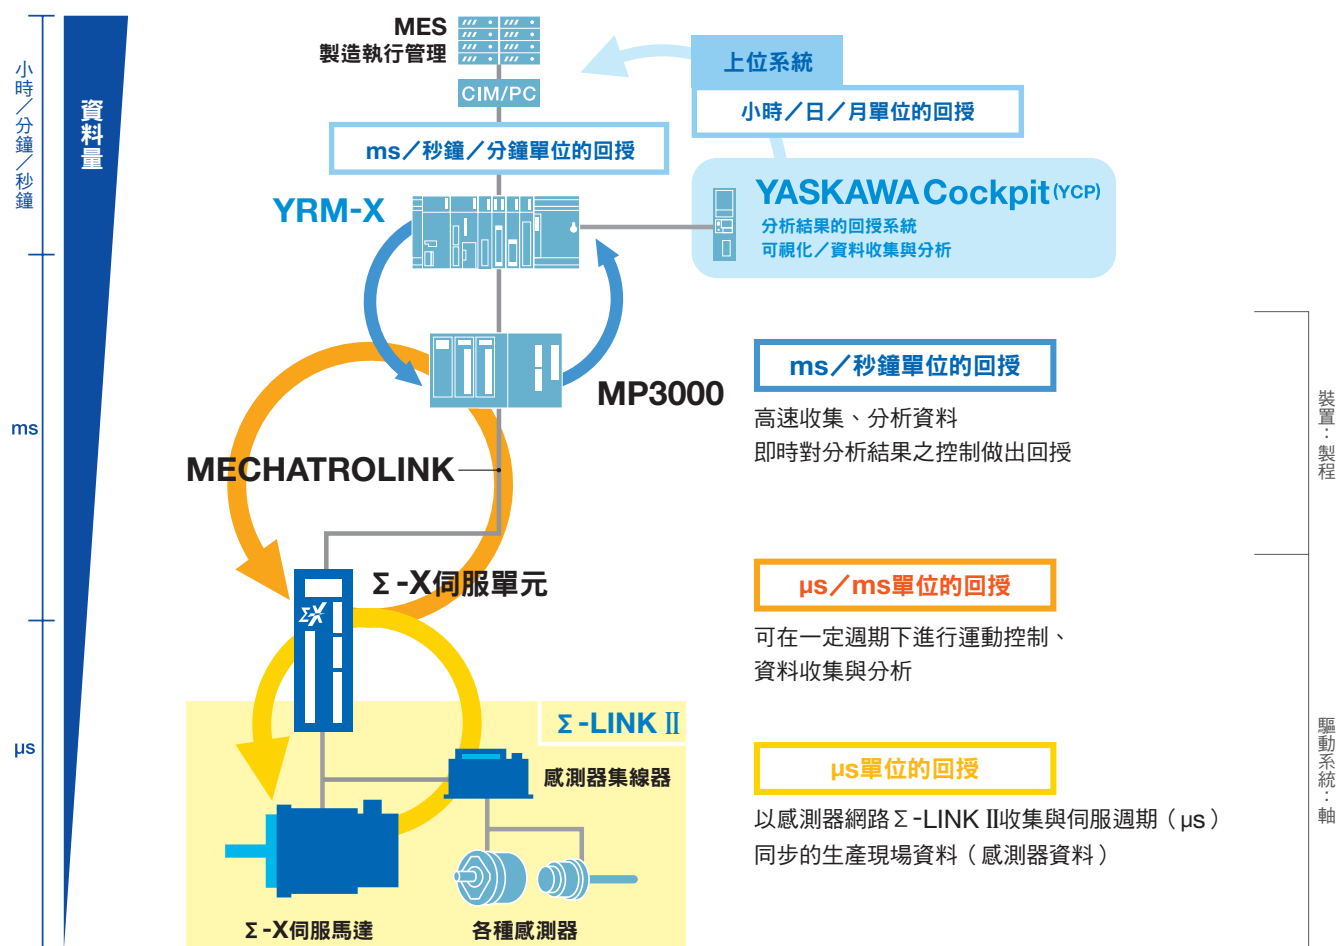 MES
製造執行管理
CIM/PC
上位系統
小時／日／月單位的回授
ms／秒鐘／分鐘單位的回授
小時／分鐘／秒鐘
資料量
YRM-X
YASKAWA Cockpit (YCP)
分析結果的回授系統
可視化／資料收集與分析
MP3000
ms／秒鐘單位的回授
高速收集、分析資料
即時對分析結果之控制做出回授
裝置：製程
ms
MECHATROLINK
Σ-X伺服單元
Σ-X
μs／ms單位的回授
可在一定週期下進行運動控制、
資料收集與分析
μs
Σ-LINK II
感測器集線器
μs單位的回授
以感測器網路Σ-LINK II收集與伺服週期（μs）
同步的生產現場資料（感測器資料）
驅動系統：軸
Σ-X伺服馬達
各種感測器